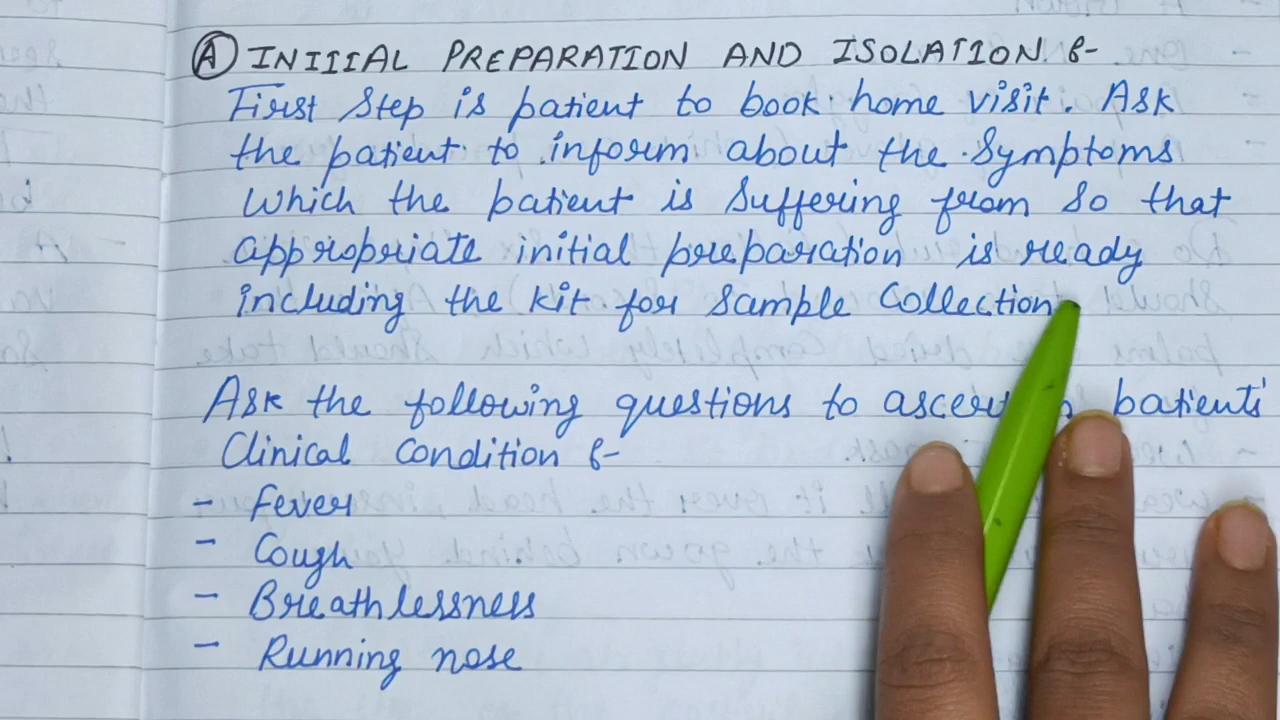 Ⓐ INITIAL PREPARATION AND ISOLATION :-
First step is patient to book home visit. Ask
the patient to inform about the symptoms
which the patient is suffering from so that
appropriate initial preparation is ready
including the kit for sample collection
Ask the following questions to patient's
Clinical condition :-
- Fever
- Cough
- Breathlessness
- Running nose